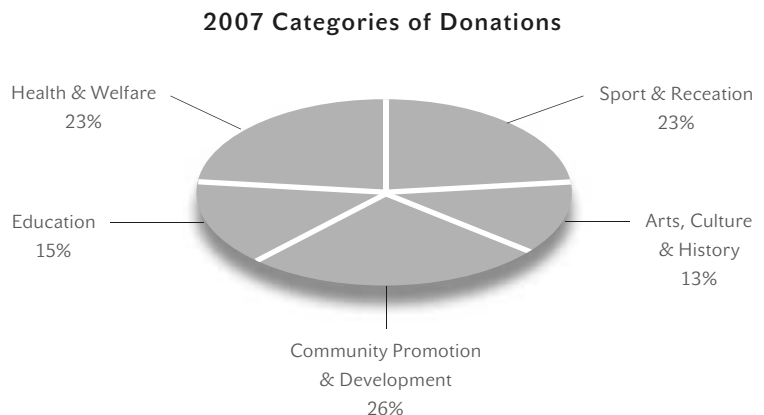 2007 Categories of Donations
Health & Welfare
23%
Sport & Receation
23%
Education
15%
Arts, Culture
& History
13%
Community Promotion
& Development
26%